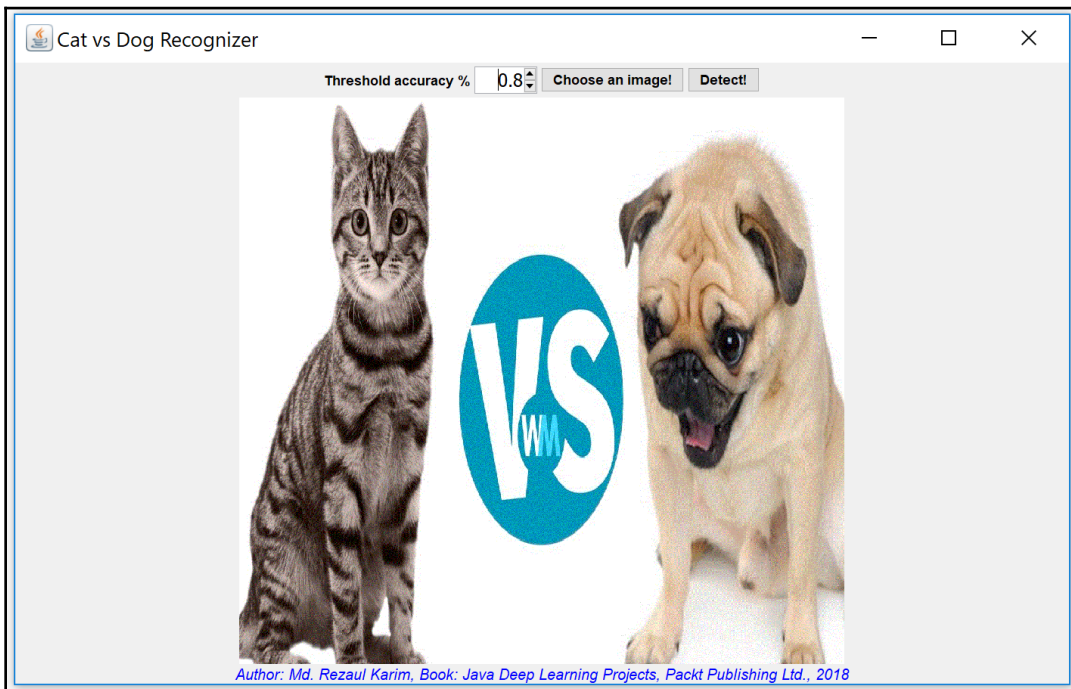 Cat vs Dog Recognizer
Threshold accuracy % 0.8 Choose an image! Detect!
VS
WM
Author: Md. Rezaul Karim, Book: Java Deep Learning Projects, Packt Publishing Ltd., 2018